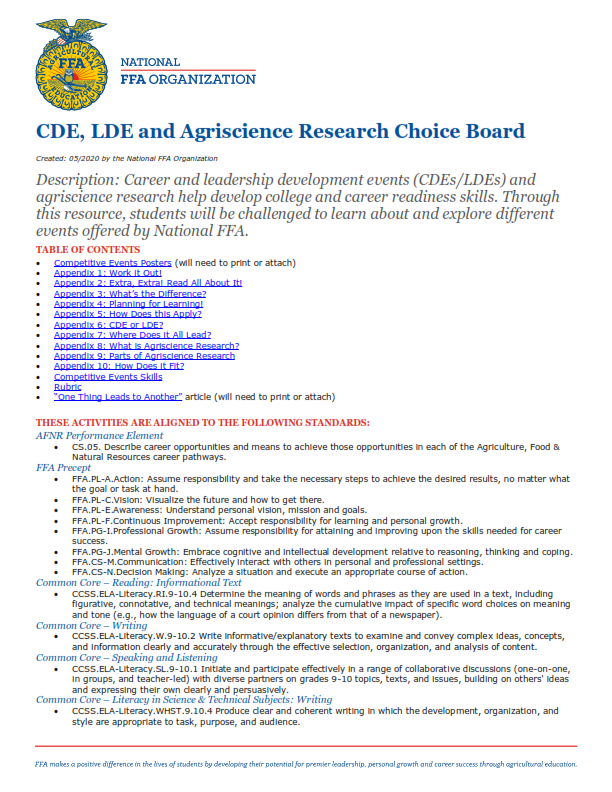 AGRICULTURAL
FFA
EDUCATION
NATIONAL
FFA ORGANIZATION
CDE, LDE and Agriscience Research Choice Board
Created: 05/2020 by the National FFA Organization
Description: Career and leadership development events (CDEs/LDEs) and
agriscience research help develop college and career readiness skills. Through
this resource, students will be challenged to learn about and explore different
events offered by National FFA.
TABLE OF CONTENTS
• Competitive Events Posters (will need to print or attach)
• Appendix 1: Work it Out!
• Appendix 2: Extra, Extra! Read All About It!
• Appendix 3: What's the Difference?
• Appendix 4: Planning for Learning!
• Appendix 5: How Does this Apply?
• Appendix 6: CDE or LDE?
• Appendix 7: Where Does it All Lead?
• Appendix 8: What is Agriscience Research?
• Appendix 9: Parts of Agriscience Research
• Appendix 10: How Does it Fit?
• Competitive Events Skills
• Rubric
• "One Thing Leads to Another" article (will need to print or attach)
THESE ACTIVITIES ARE ALIGNED TO THE FOLLOWING STANDARDS:
AFNR Performance Element
• CS.05. Describe career opportunities and means to achieve those opportunities in each of the Agriculture, Food &
Natural Resources career pathways.
FFA Precept
• FFA.PL-A.Action: Assume responsibility and take the necessary steps to achieve the desired results, no matter what
the goal or task at hand.
• FFA.PL-C.Vision: Visualize the future and how to get there.
• FFA.PL-E.Awareness: Understand personal vision, mission and goals.
• FFA.PL-F.Continuous Improvement: Accept responsibility for learning and personal growth.
• FFA.PG-I.Professional Growth: Assume responsibility for attaining and improving upon the skills needed for career
success.
• FFA.PG-J.Mental Growth: Embrace cognitive and intellectual development relative to reasoning, thinking and coping.
• FFA.CS-M.Communication: Effectively interact with others in personal and professional settings.
• FFA.CS-N.Decision Making: Analyze a situation and execute an appropriate course of action.
Common Core – Reading: Informational Text
• CCSS.ELA-Literacy.RI.9-10.4 Determine the meaning of words and phrases as they are used in a text, including
figurative, connotative, and technical meanings; analyze the cumulative impact of specific word choices on meaning
and tone (e.g., how the language of a court opinion differs from that of a newspaper).
Common Core – Writing
• CCSS.ELA-Literacy.W.9-10.2 Write informative/explanatory texts to examine and convey complex ideas, concepts,
and information clearly and accurately through the effective selection, organization, and analysis of content.
Common Core – Speaking and Listening
• CCSS.ELA-Literacy.SL.9-10.1 Initiate and participate effectively in a range of collaborative discussions (one-on-one,
in groups, and teacher-led) with diverse partners on grades 9-10 topics, texts, and issues, building on others' ideas
and expressing their own clearly and persuasively.
Common Core – Literacy in Science & Technical Subjects: Writing
• CCSS.ELA-Literacy.WHST.9.10.4 Produce clear and coherent writing in which the development, organization, and
style are appropriate to task, purpose, and audience.
FFA makes a positive difference in the lives of students by developing their potential for premier leadership, personal growth and career success through agricultural education.